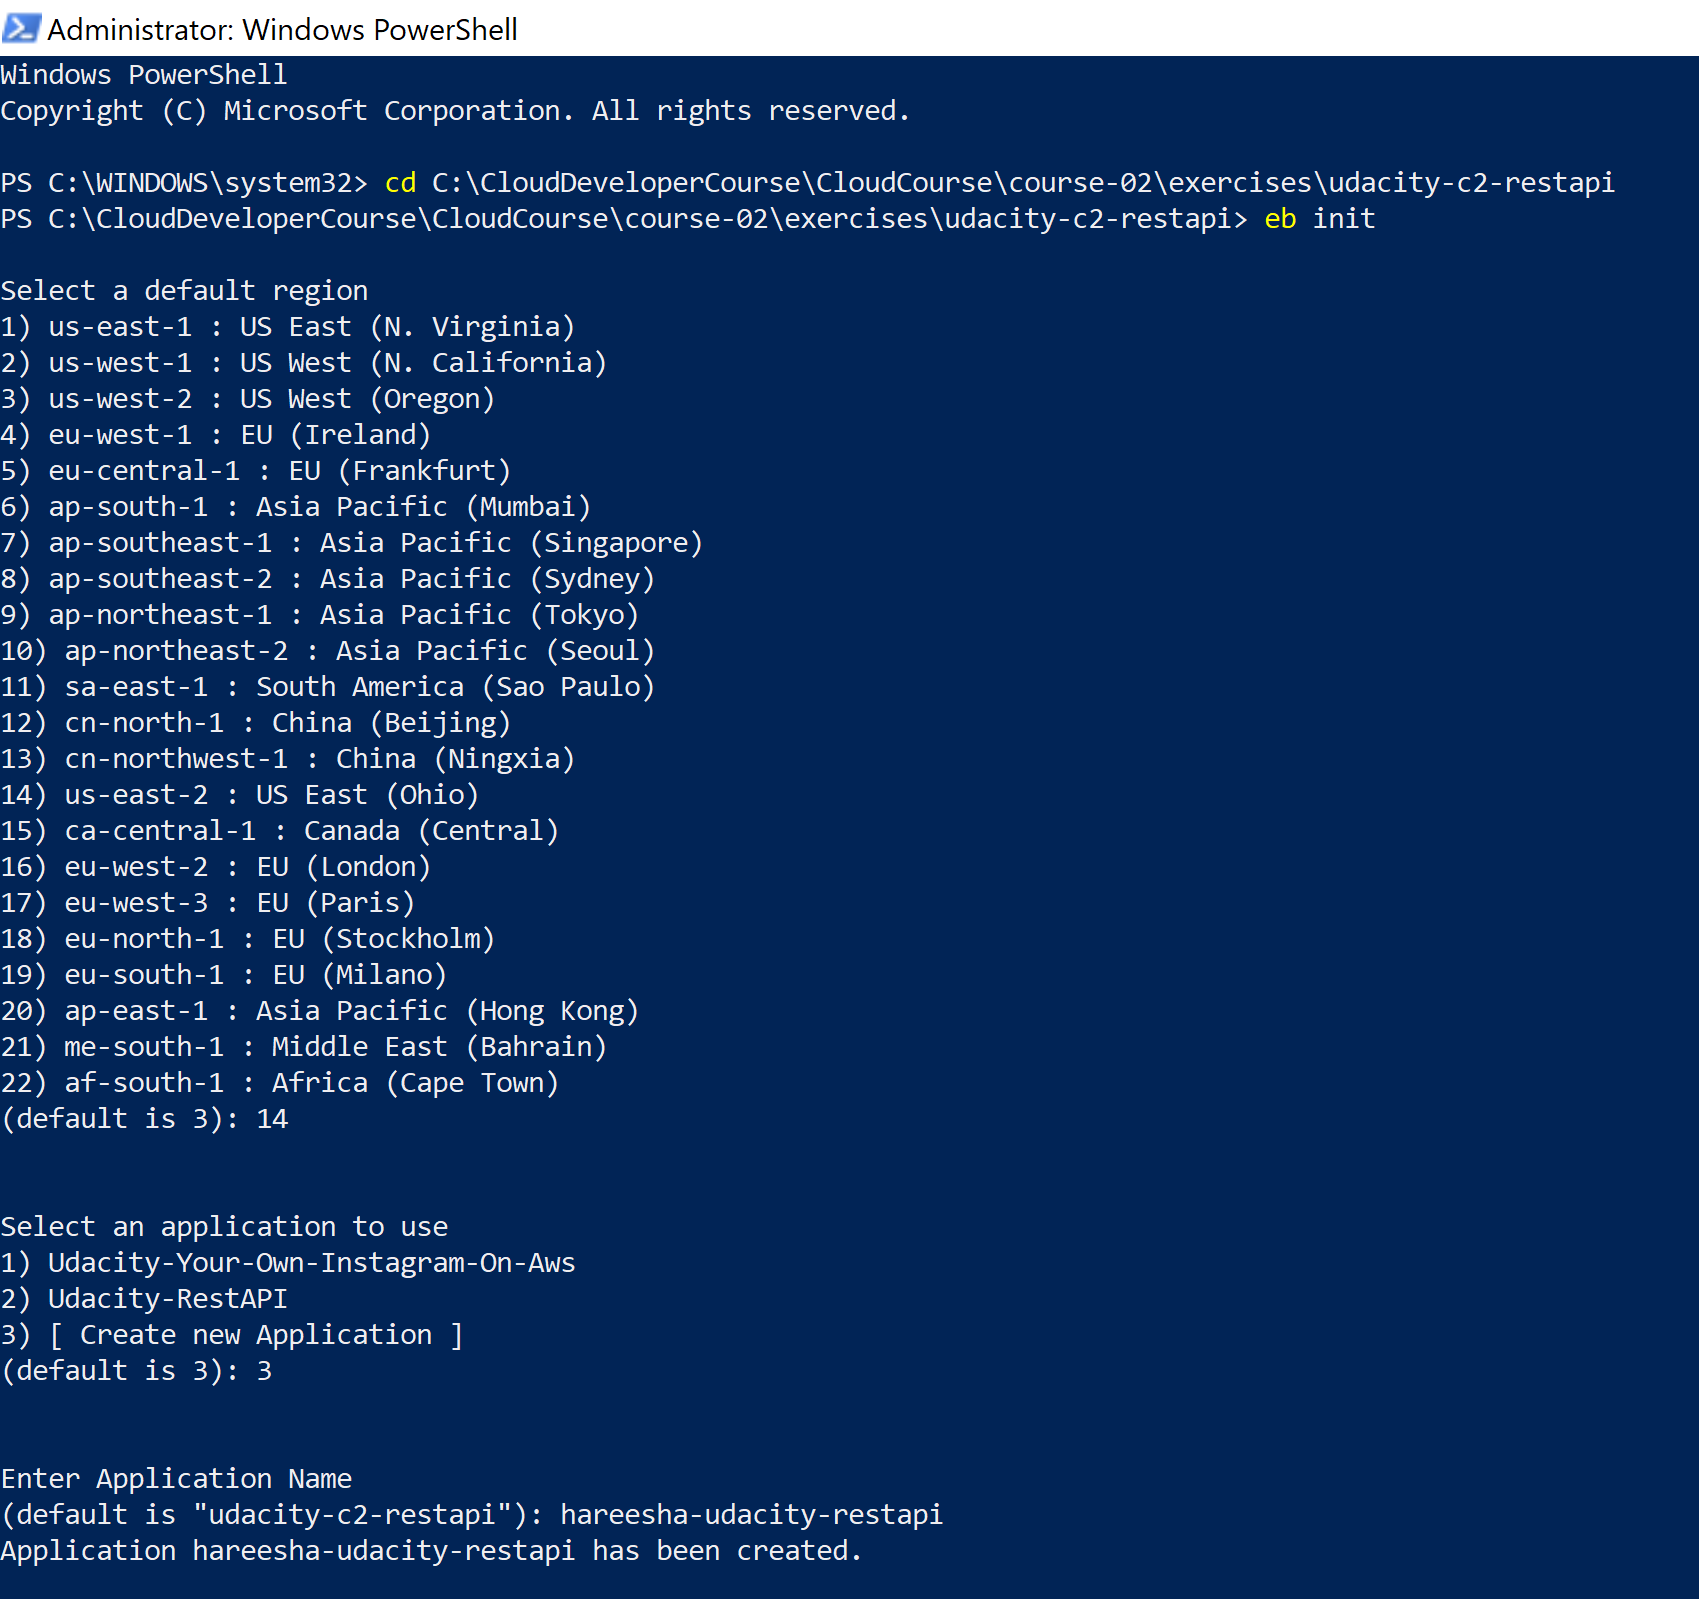 Administrator: Windows PowerShell
Windows PowerShell
Copyright (C) Microsoft Corporation. All rights reserved.
PS C:\WINDOWS\system32> cd C:\CloudDeveloperCourse\CloudCourse\course-02\exercises\udacity-c2-restapi
PS C:\CloudDeveloperCourse\CloudCourse\course-02\exercises\udacity-c2-restapi> eb init
Select a default region
1) us-east-1 : US East (N. Virginia)
2) us-west-1 : US West (N. California)
3) us-west-2 : US West (Oregon)
4) eu-west-1 : EU (Ireland)
5) eu-central-1 : EU (Frankfurt)
6) ap-south-1 : Asia Pacific (Mumbai)
7) ap-southeast-1 : Asia Pacific (Singapore)
8) ap-southeast-2 : Asia Pacific (Sydney)
9) ap-northeast-1 : Asia Pacific (Tokyo)
10) ap-northeast-2 : Asia Pacific (Seoul)
11) sa-east-1 : South America (Sao Paulo)
12) cn-north-1 : China (Beijing)
13) cn-northwest-1 : China (Ningxia)
14) us-east-2 : US East (Ohio)
15) ca-central-1 : Canada (Central)
16) eu-west-2 : EU (London)
17) eu-west-3 : EU (Paris)
18) eu-north-1 : EU (Stockholm)
19) eu-south-1 : EU (Milano)
20) ap-east-1 : Asia Pacific (Hong Kong)
21) me-south-1 : Middle East (Bahrain)
22) af-south-1 : Africa (Cape Town)
(default is 3): 14
Select an application to use
1) Udacity-Your-Own-Instagram-On-Aws
2) Udacity-RestAPI
3) [ Create new Application ]
(default is 3): 3
Enter Application Name
(default is "udacity-c2-restapi"): hareesha-udacity-restapi
Application hareesha-udacity-restapi has been created.